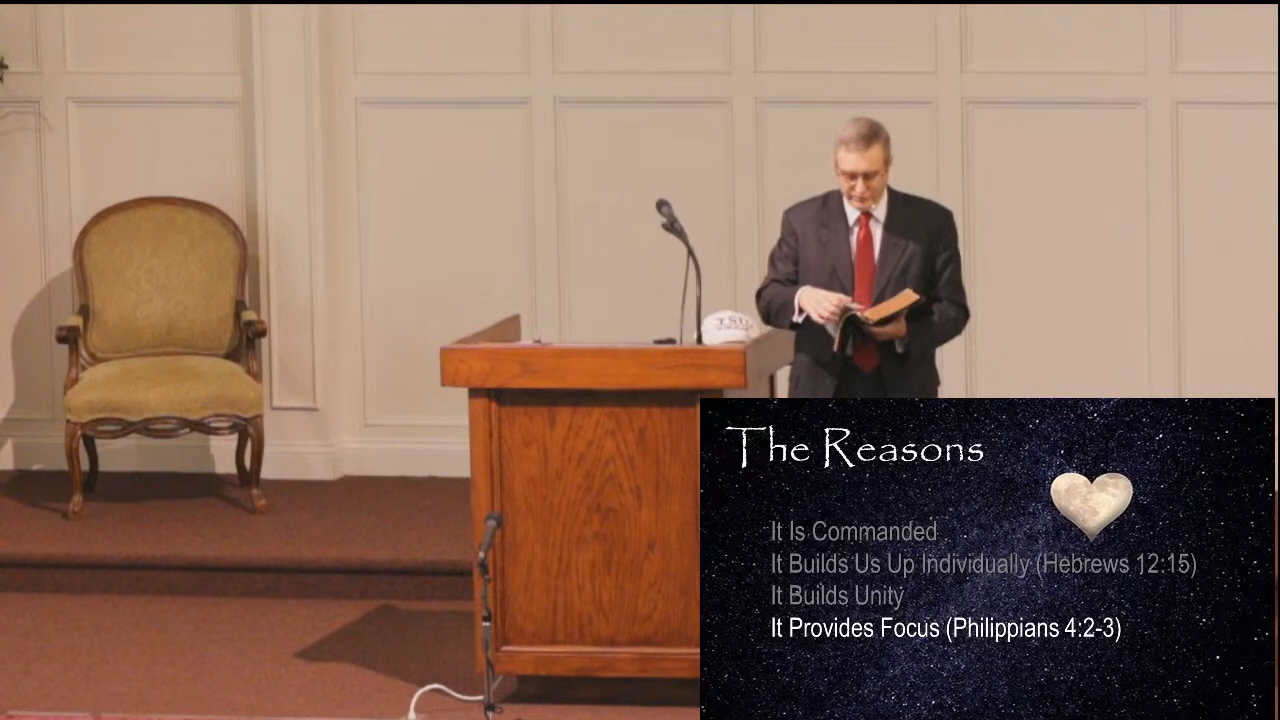 TSU
The Reasons
It Is Commanded
It Builds Us Up Individually (Hebrews 12:15)
It Builds Unity
It Provides Focus (Philippians 4:2-3)